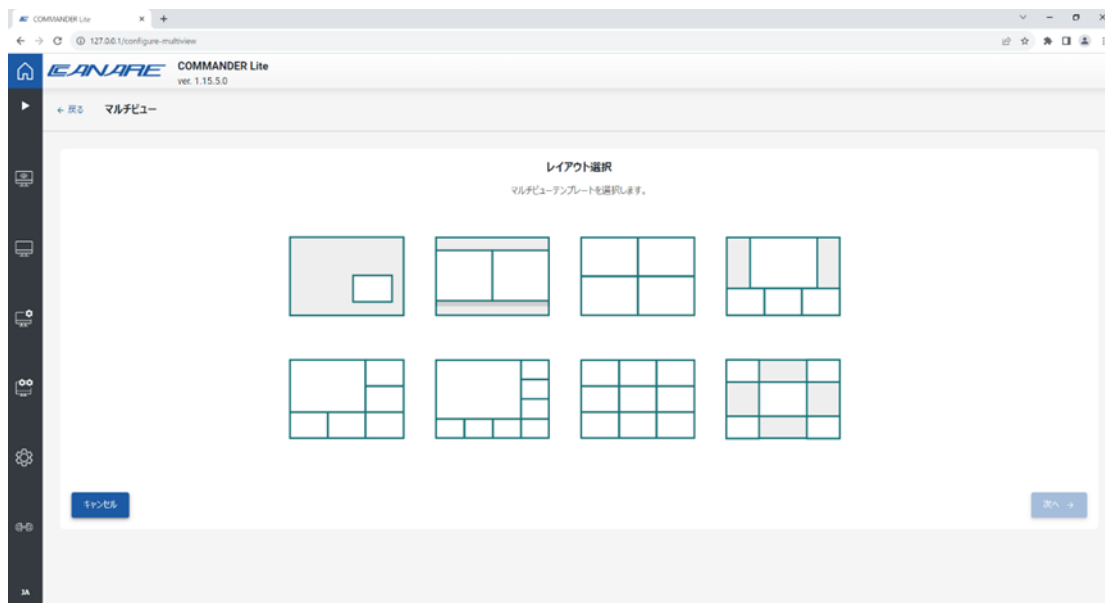 COMMANDER Lite
127.0.0.1/configure-multiview
CANARE
COMMANDER Lite
ver. 1.15.5.0
← 戻る マルチビュー
レイアウト選択
マルチビューテンプレートを選択します。
キャンセル
次へ →
JA